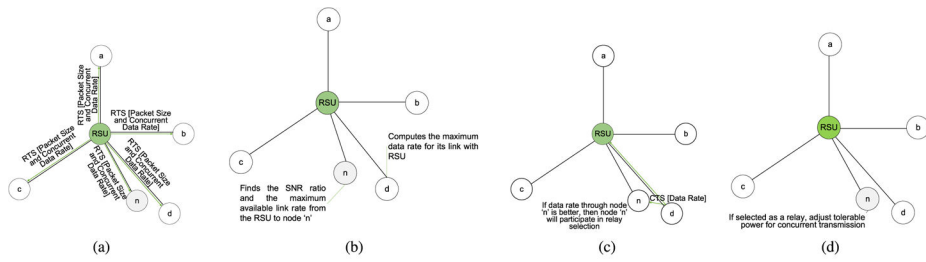 a
RTS [Packet Size
and Concurrent
Data Rate]
RTS [Packet Size
and Concurrent
Data Rate]
RSU
b
RTS [Packet Size
and Concurrent
Data Rate]
RTS [Packet Size
and Concurrent
Data Rate]
RTS [Packet Size
and Concurrent
Data Rate]
c
n
d
(a)
a
RSU
b
Computes the maximum
data rate for its link with
RSU
c
n
d
Finds the SNR ratio
and the maximum
available link rate from
the RSU to node 'n'
(b)
a
RSU
b
c
n
CTS [Data Rate]
d
If data rate through node
'n' is better, then node 'n'
will participate in relay
selection
(c)
a
RSU
b
c
n
d
If selected as a relay, adjust tolerable
power for concurrent transmission
(d)